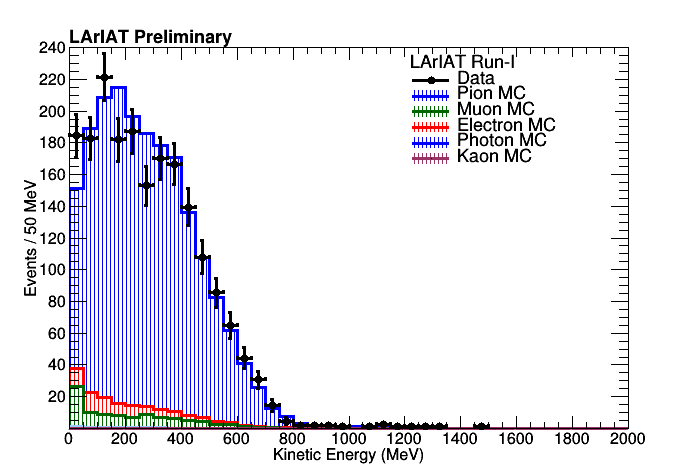 LArIAT Preliminary
240
220
200
180
160
140
120
100
80
60
40
20
Events / 50 MeV
LArIAT Run-I
Data
Pion MC
Muon MC
Electron MC
Photon MC
Kaon MC
0 200 400 600 800 1000 1200 1400 1600 1800 2000
Kinetic Energy (MeV)